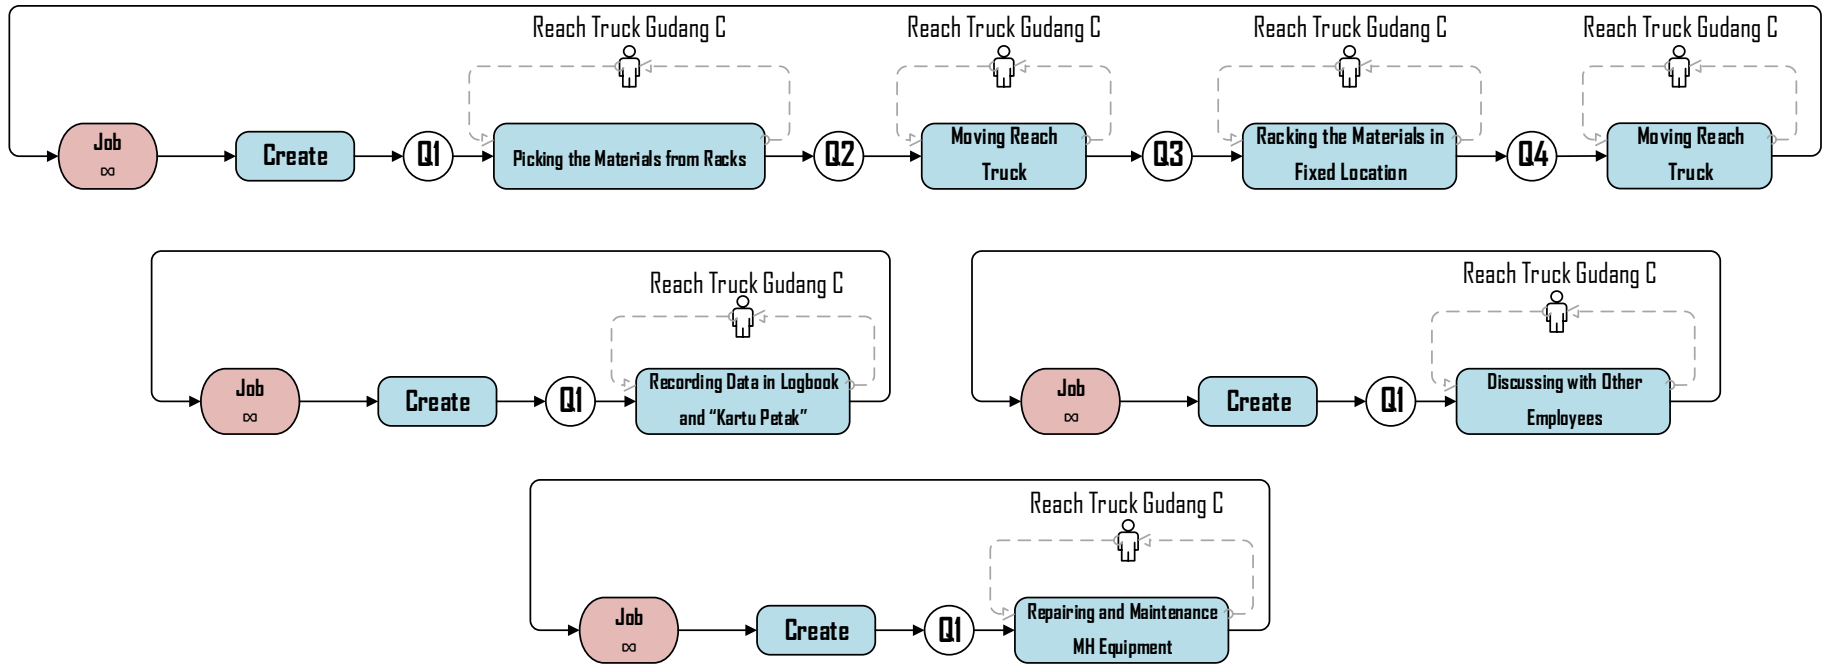 Reach Truck Gudang C
Reach Truck Gudang C
Reach Truck Gudang C
Reach Truck Gudang C
Job
∞
Create
Q1
Picking the Materials from Racks
Q2
Moving Reach
Truck
Q3
Racking the Materials in
Fixed Location
Q4
Moving Reach
Truck
Reach Truck Gudang C
Job
∞
Create
Q1
Recording Data in Logbook
and “Kartu Petak”
Reach Truck Gudang C
Job
∞
Create
Q1
Discussing with Other
Employees
Reach Truck Gudang C
Job
∞
Create
Q1
Repairing and Maintenance
MH Equipment